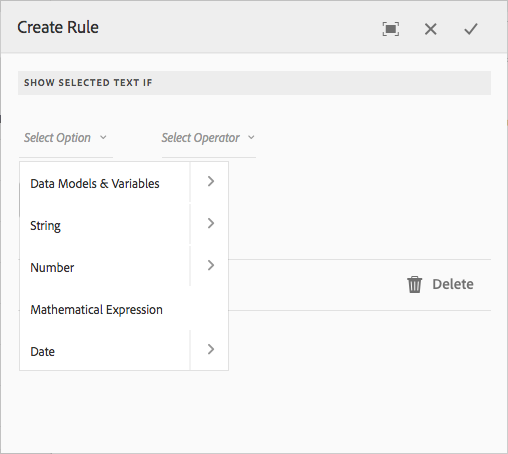 Create Rule
SHOW SELECTED TEXT IF
Select Option Select Operator
Data Models & Variables
String
Number
Delete
Mathematical Expression
Date